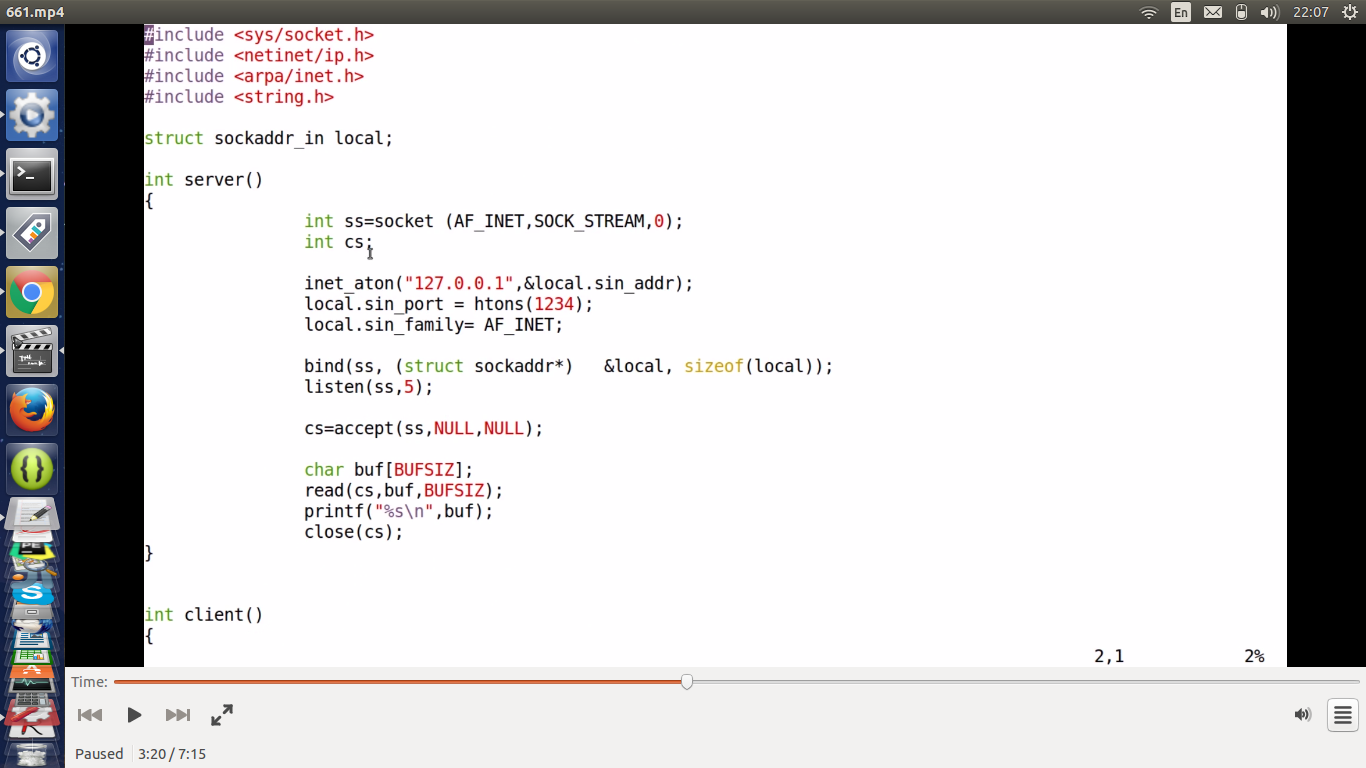 661.mp4
En
22:07
#include <sys/socket.h>
#include <netinet/ip.h>
#include <arpa/inet.h>
#include <string.h>
struct sockaddr_in local;
int server()
{
int ss=socket (AF_INET,SOCK_STREAM,0);
int cs;
inet_aton("127.0.0.1",&local.sin_addr);
local.sin_port = htons(1234);
local.sin_family= AF_INET;
bind(ss, (struct sockaddr*)   &local, sizeof(local));
listen(ss,5);
cs=accept(ss,NULL,NULL);
char buf[BUFSIZ];
read(cs,buf,BUFSIZ);
printf("%s\n",buf);
close(cs);
}
int client()
{
2,1 2%
Time:
Paused 3:20 / 7:15